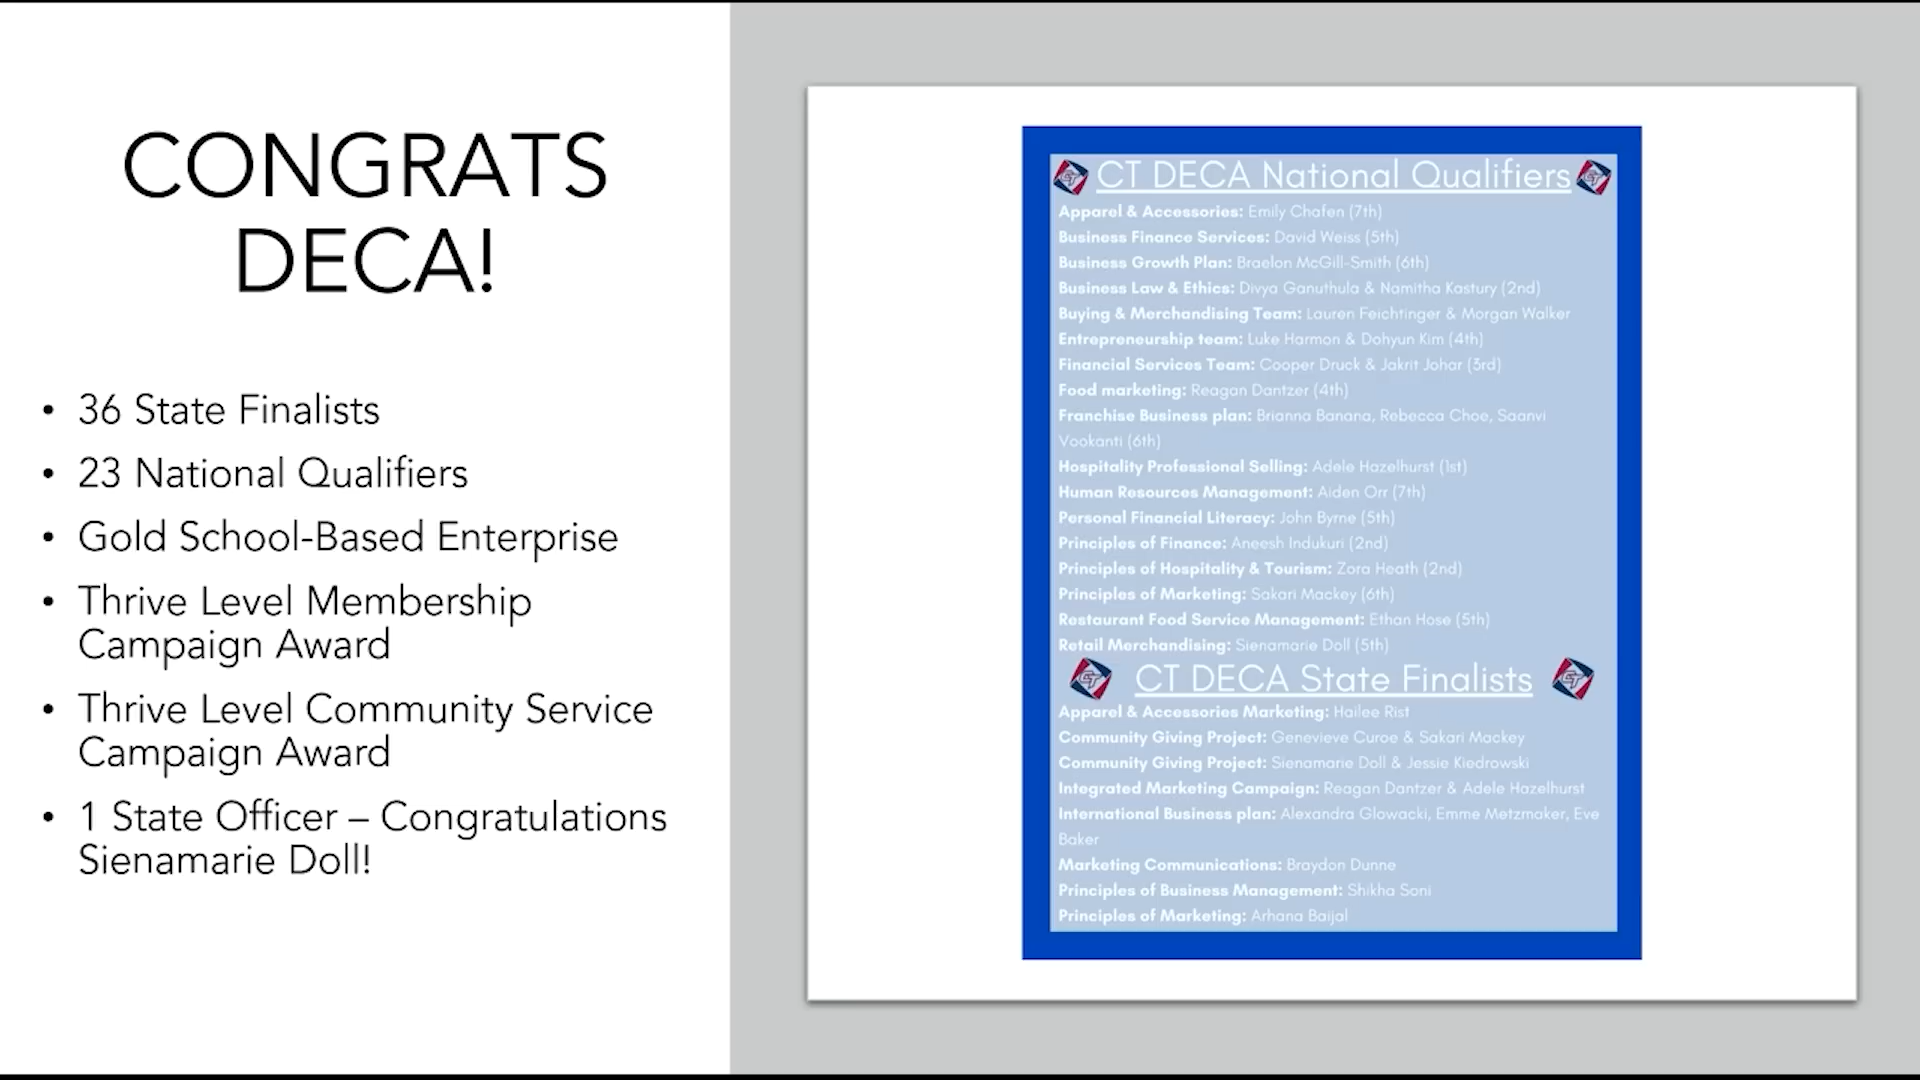 CONGRATS
DECA!
• 36 State Finalists
• 23 National Qualifiers
• Gold School-Based Enterprise
• Thrive Level Membership
Campaign Award
• Thrive Level Community Service
Campaign Award
• 1 State Officer – Congratulations
Sienamarie Doll!
CT DECA National Qualifiers
Apparel & Accessories: Emily Chafen (7th)
Business Finance Services: David Weiss (5th)
Business Growth Plan: Braelon McGill-Smith (6th)
Business Law & Ethics: Divya Ganuthula & Namitha Kastury (2nd)
Buying & Merchandising Team: Lauren Feichtinger & Morgan Walker
Entrepreneurship team: Luke Harmon & Dohyun Kim (4th)
Financial Services Team: Cooper Druck & Jakrit Johar (3rd)
Food marketing: Reagan Dantzer (4th)
Franchise Business plan: Brianna Banana, Rebecca Choe, Saanvi
Vookanti (6th)
Hospitality Professional Selling: Adele Hazelhurst (1st)
Human Resources Management: Aiden Orr (7th)
Personal Financial Literacy: John Byrne (5th)
Principles of Finance: Aneesh Indukuri (2nd)
Principles of Hospitality & Tourism: Zora Heath (2nd)
Principles of Marketing: Sakari Mackey (6th)
Restaurant Food Service Management: Ethan Hose (5th)
Retail Merchandising: Sienamarie Doll (5th)
CT DECA State Finalists
Apparel & Accessories Marketing: Hailee Rist
Community Giving Project: Genevieve Curoe & Sakari Mackey
Community Giving Project: Sienamarie Doll & Jessie Kiedrowski
Integrated Marketing Campaign: Reagan Dantzer & Adele Hazelhurst
International Business plan: Alexandra Glowacki, Emme Metzmaker, Eve
Baker
Marketing Communications: Braydon Dunne
Principles of Business Management: Shikha Soni
Principles of Marketing: Arhana Baijal